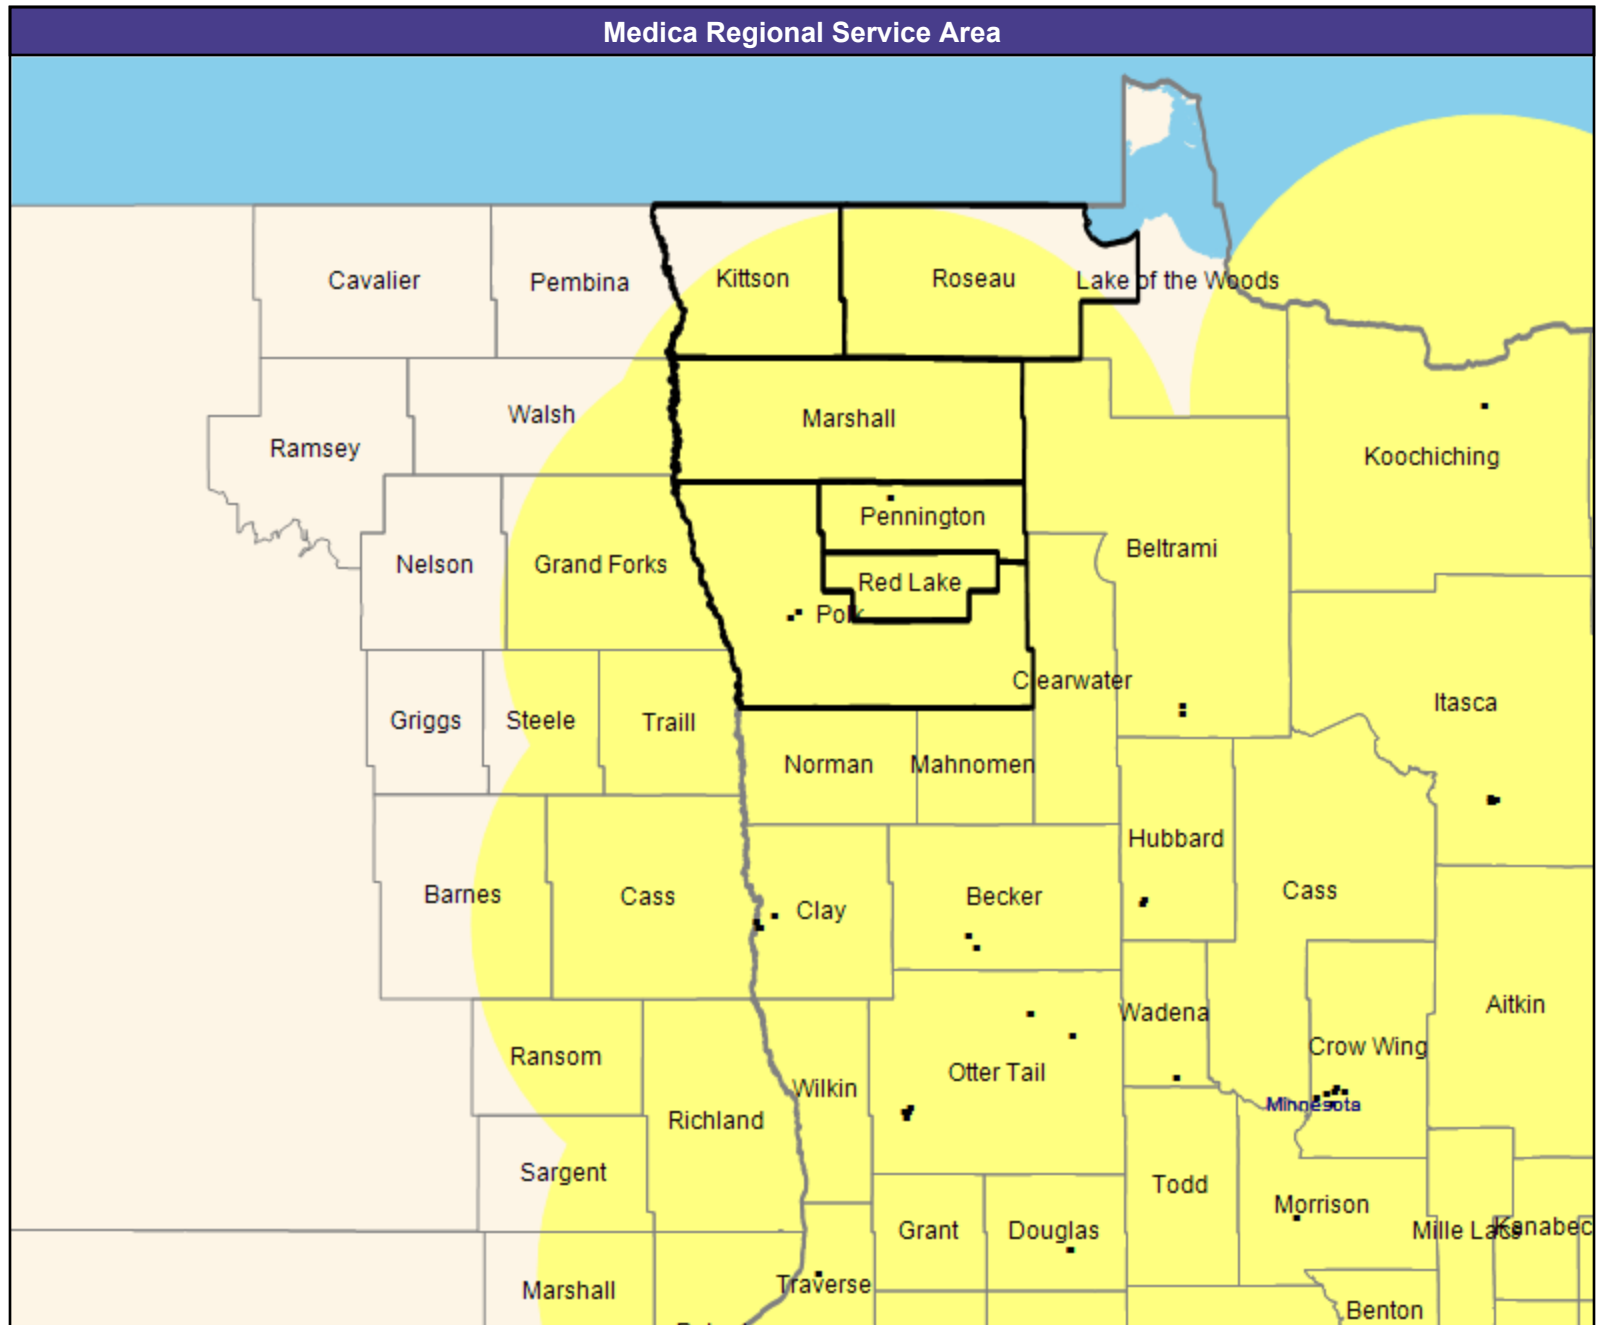 Medica Regional Service Area
Cavalier
Pembina
Kittson
Roseau
Lake of the Woods
Walsh
Marshall
Ramsey
Koochiching
Pennington
Nelson
Grand Forks
Beltrami
Red Lake
Polk
Clearwater
Griggs
Steele
Traill
Itasca
Norman
Mahnomen
Hubbard
Barnes
Cass
Clay
Becker
Cass
Wadena
Aitkin
Ransom
Otter Tail
Crow Wing
Wilkin
Minnesota
Richland
Sargent
Todd
Morrison
Grant
Douglas
Mille Lacs
Kanabec
Marshall
Traverse
Benton